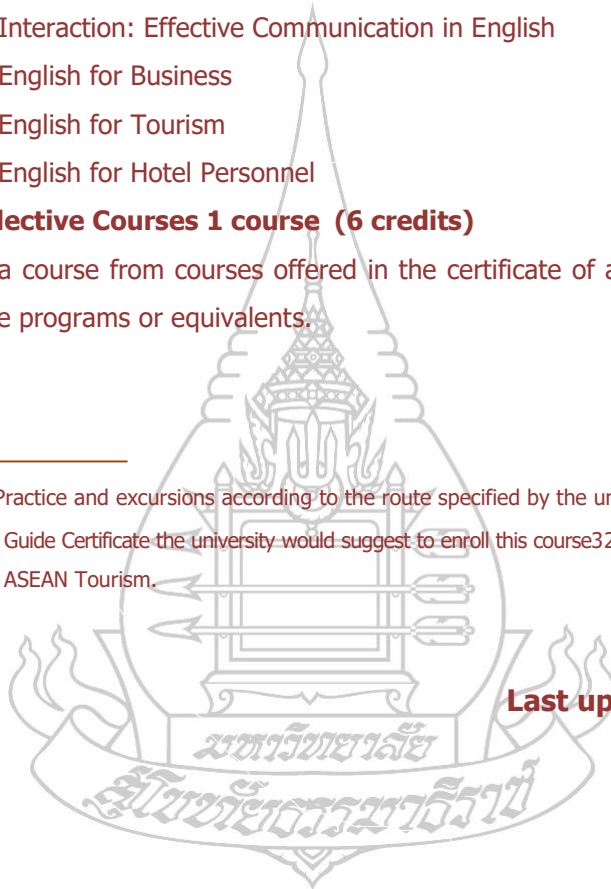 Interaction: Effective Communication in English
English for Business
English for Tourism
English for Hotel Personnel
lective Courses 1 course (6 credits)
a course from courses offered in the certificate of a
e programs or equivalents.
Practice and excursions according to the route specified by the un
Guide Certificate the university would suggest to enroll this course32
ASEAN Tourism.
Last up
มหาวิทยาลัย
สุโขทัยธรรมาธิราช